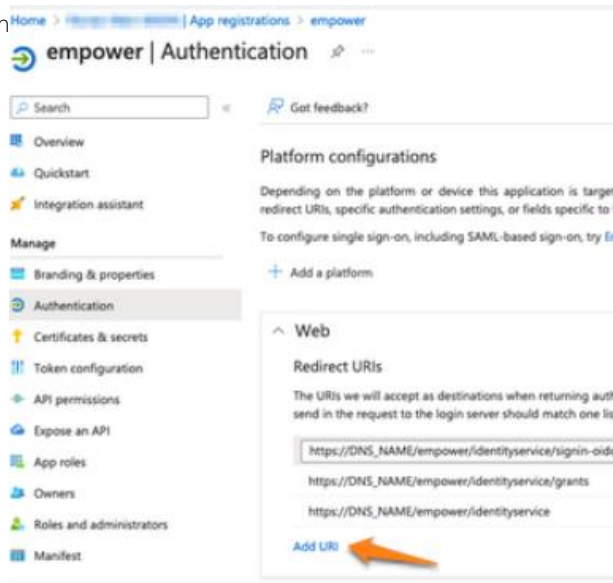 n
Home > | App registrations > empower
empower | Authentication
Search
«
Got feedback?
Overview
Quickstart
Integration assistant
Manage
Branding & properties
Authentication
Certificates & secrets
Token configuration
API permissions
Expose an API
App roles
Owners
Roles and administrators
Manifest
Platform configurations
Depending on the platform or device this application is targe
redirect URIs, specific authentication settings, or fields specific to
To configure single sign-on, including SAML-based sign-on, try
+ Add a platform
Web
Redirect URIs
The URIs we will accept as destinations when returning auth
send in the request to the login server should match one lis
https://DNS_NAME/empower/identityservice/signin-oid
https://DNS_NAME/empower/identityservice/grants
https://DNS_NAME/empower/identityservice
Add URI